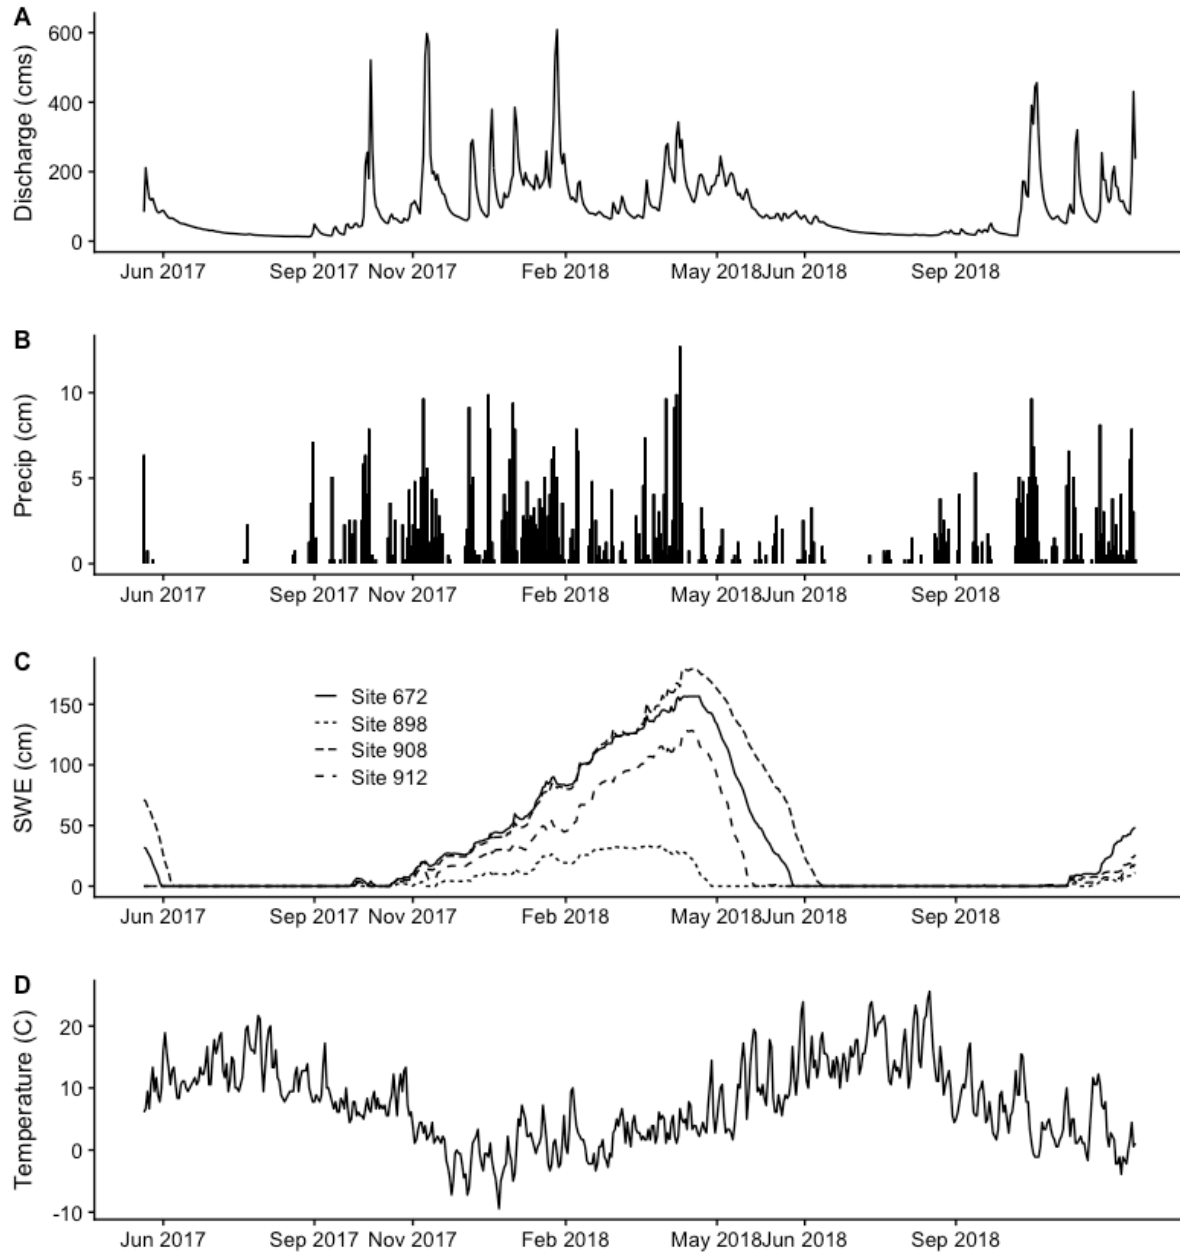 A
Discharge (cms)
600
400
200
0
Jun 2017 Sep 2017 Nov 2017 Feb 2018 May 2018 Jun 2018 Sep 2018
B
Precip (cm)
10
5
0
Jun 2017 Sep 2017 Nov 2017 Feb 2018 May 2018 Jun 2018 Sep 2018
C
SWE (cm)
150
100
50
0
Site 672
Site 898
Site 908
Site 912
Jun 2017 Sep 2017 Nov 2017 Feb 2018 May 2018 Jun 2018 Sep 2018
D
Temperature (C)
20
10
0
-10
Jun 2017 Sep 2017 Nov 2017 Feb 2018 May 2018 Jun 2018 Sep 2018